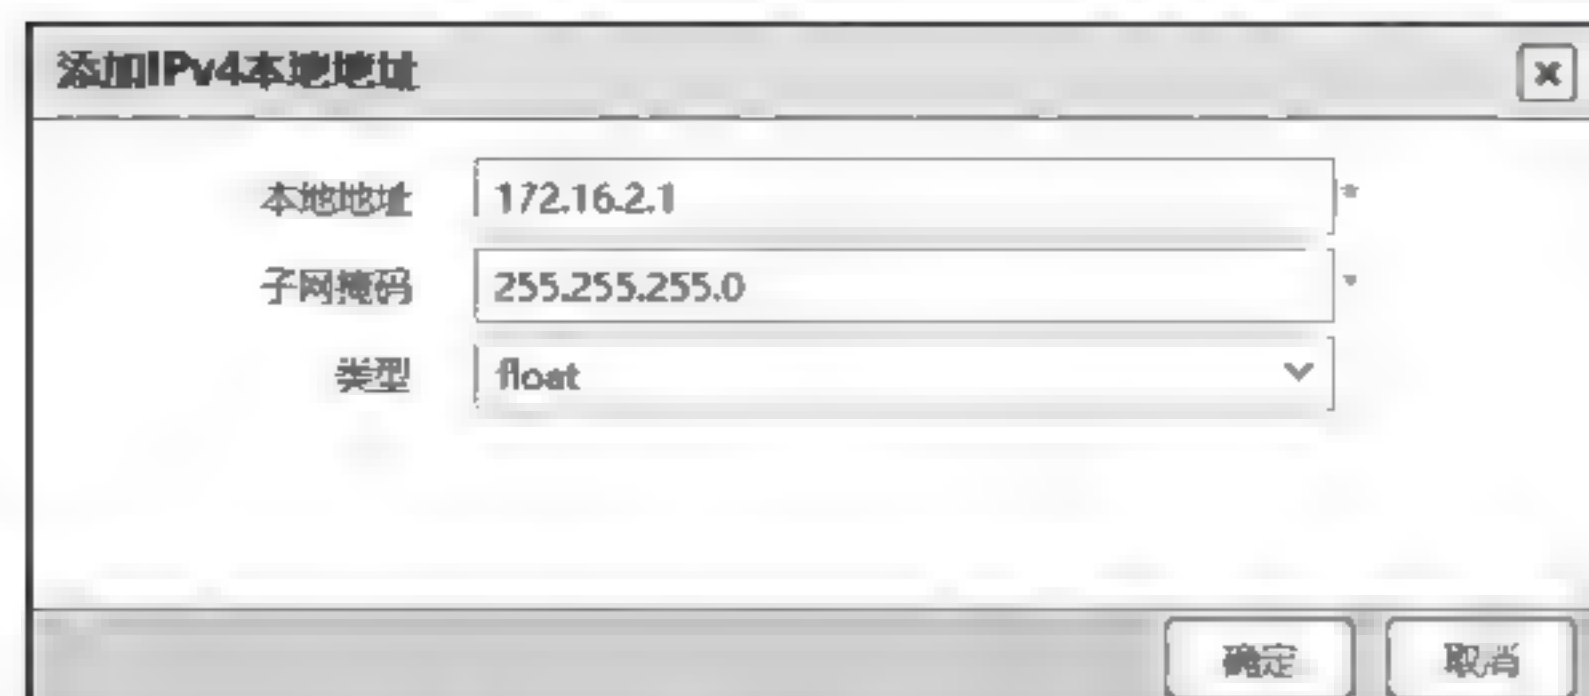 添加IPv4本地地址
本地地址 172.16.2.1 *
子网掩码 255.255.255.0 *
类型 float
确定 取消